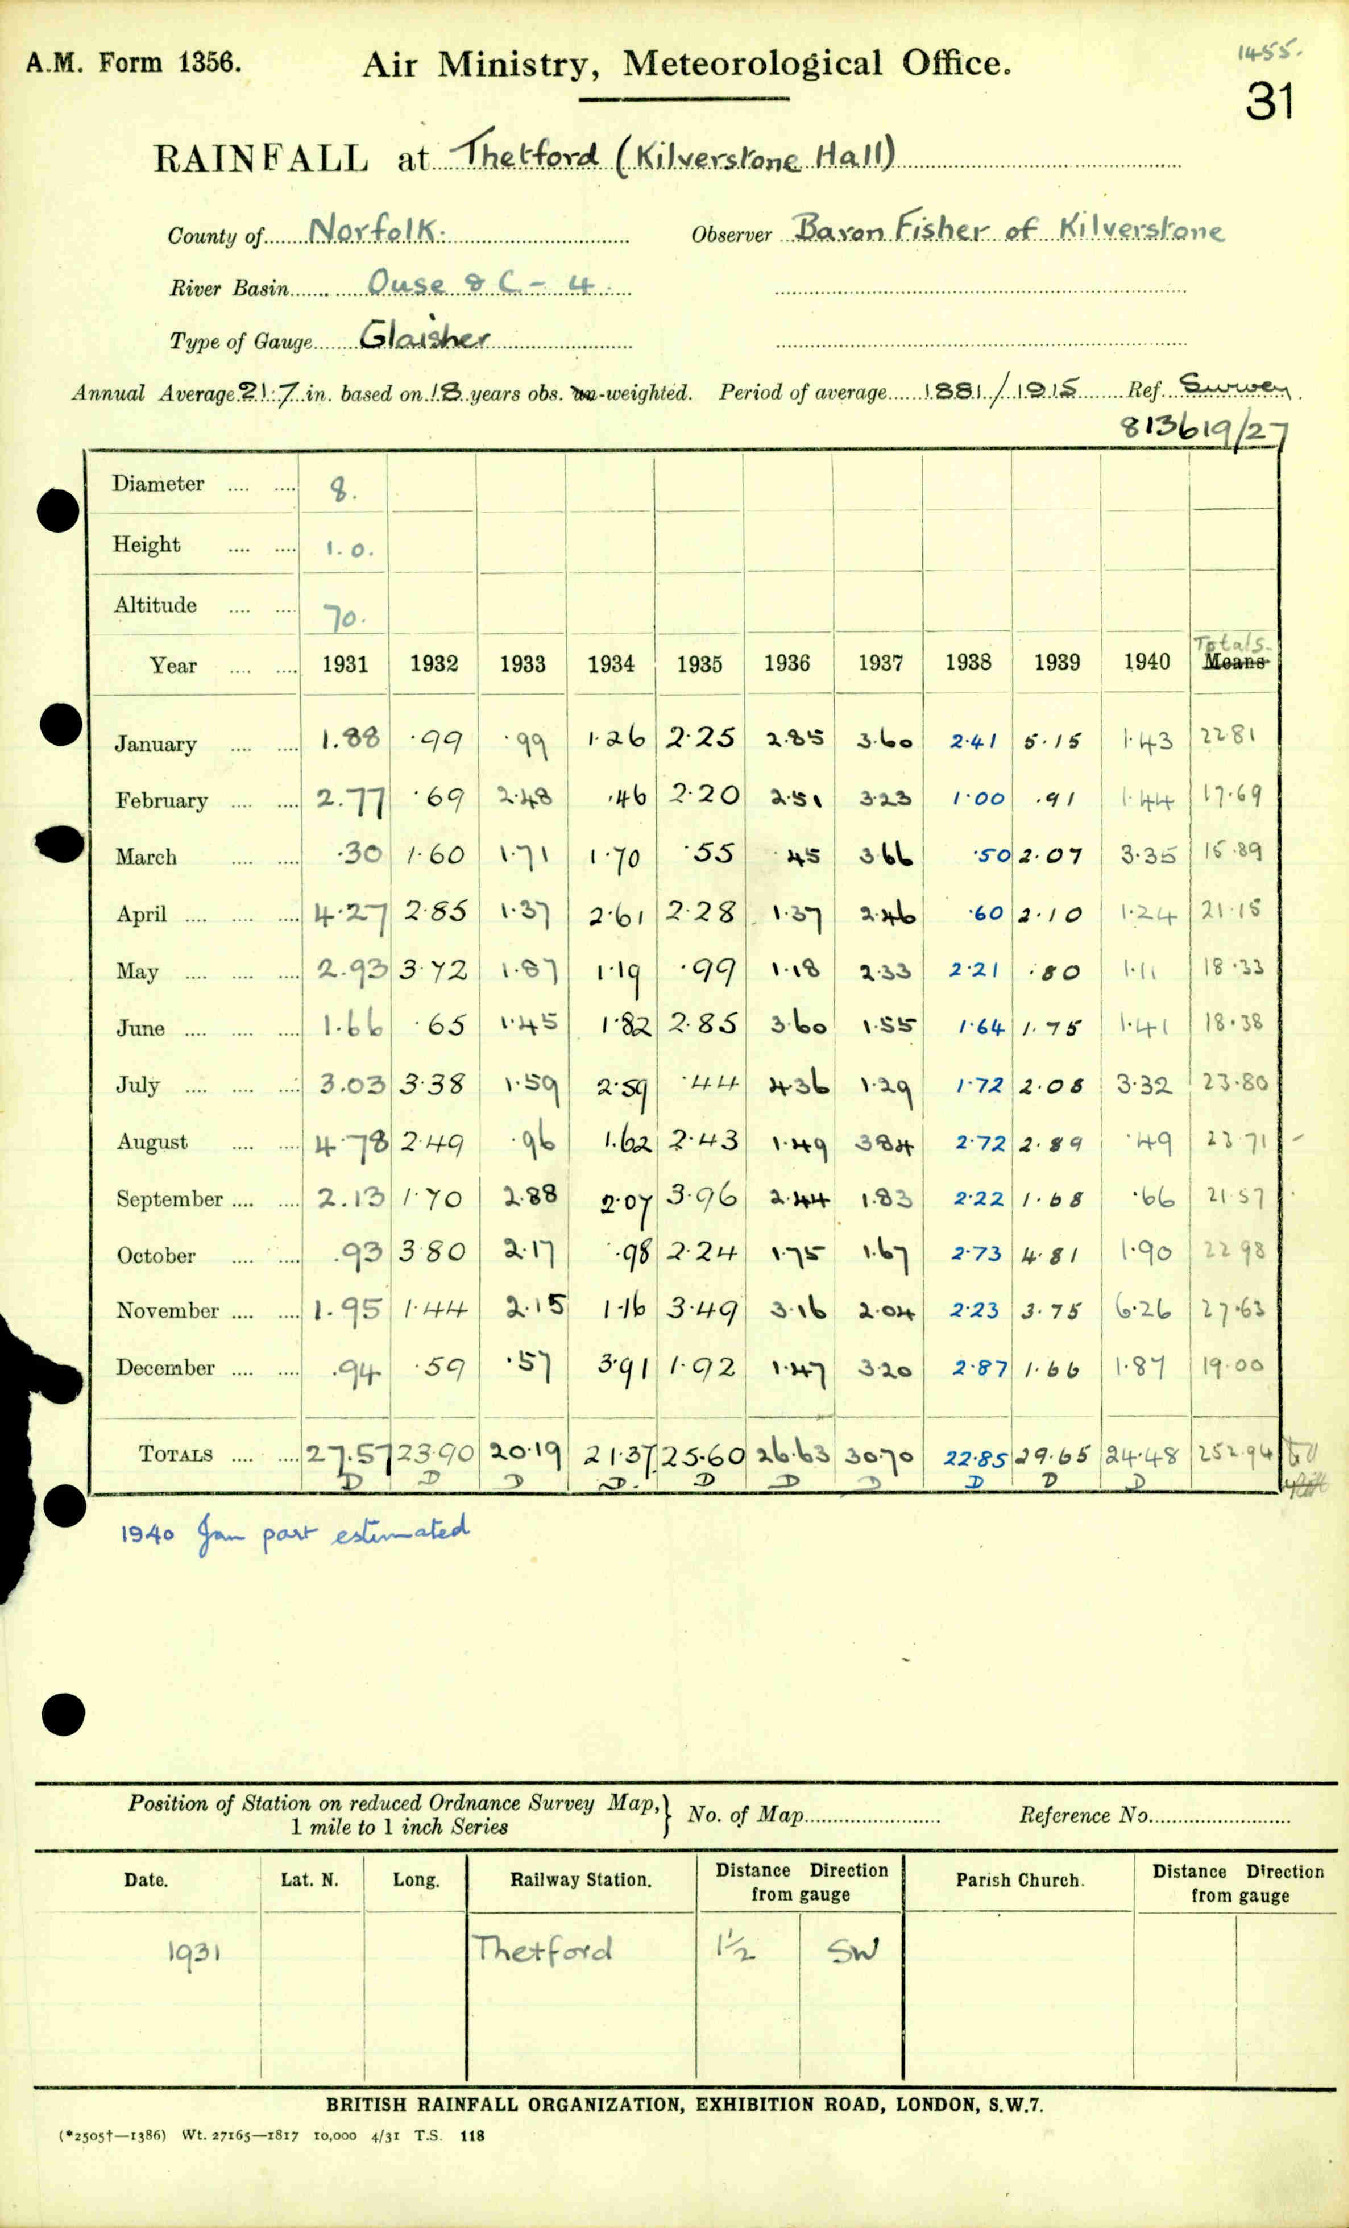 1455.
A.M. Form 1356. Air Ministry, Meteorological Office.
31
RAINFALL at Thetford (Kilverstone Hall)
County of Norfolk. Observer Baron Fisher of Kilverstone
River Basin Ouse & C - 4
Type of Gauge Glaisher
Annual Average 21.7 in. based on 18 years obs. un-weighted. Period of average 1881/1915 Ref. Survey
813619/27
Diameter 8.
Height 1.0.
Altitude 70.
Totals.
Year 1931 1932 1933 1934 1935 1936 1937 1938 1939 1940 Means
January 1.88 .99 .99 1.26 2.25 2.85 3.60 2.41 5.15 1.43 22.81
February 2.77 .69 2.48 .46 2.20 2.51 3.23 1.00 .91 1.44 17.69
March .30 1.60 1.71 1.70 .55 .45 3.66 .50 2.07 3.35 15.89
April 4.27 2.85 1.37 2.61 2.28 1.37 2.46 .60 2.10 1.24 21.15
May 2.93 3.72 1.87 1.19 .99 1.18 2.33 2.21 .80 1.11 18.33
June 1.66 .65 1.45 1.82 2.85 3.60 1.55 1.64 1.75 1.41 18.38
July 3.03 3.38 1.59 2.59 .44 4.36 1.29 1.72 2.08 3.32 23.80
August 4.78 2.49 .96 1.62 2.43 1.49 3.84 2.72 2.89 .49 23.71
September 2.13 1.70 2.88 2.07 3.96 2.44 1.83 2.22 1.68 .66 21.57
October .93 3.80 2.17 .98 2.24 1.75 1.67 2.73 4.81 1.90 22.98
November 1.95 1.44 2.15 1.16 3.49 3.16 2.04 2.23 3.75 6.26 27.63
December .94 .59 .57 3.91 1.92 1.47 3.20 2.87 1.66 1.87 19.00
TOTALS 27.57 23.90 20.19 21.37 25.60 26.63 30.70 22.85 29.65 24.48 252.94
D D D D. D D D D D D
1940 Jan part estimated
Position of Station on reduced Ordnance Survey Map, 1 mile to 1 inch Series } No. of Map Reference No.
Date. Lat. N. Long. Railway Station. Distance Direction from gauge Parish Church. Distance Direction from gauge
1931 Thetford 1½ SW
BRITISH RAINFALL ORGANIZATION, EXHIBITION ROAD, LONDON, S.W.7.
(*2505†—1386) Wt. 27165—1817 10,000 4/31 T.S. 118